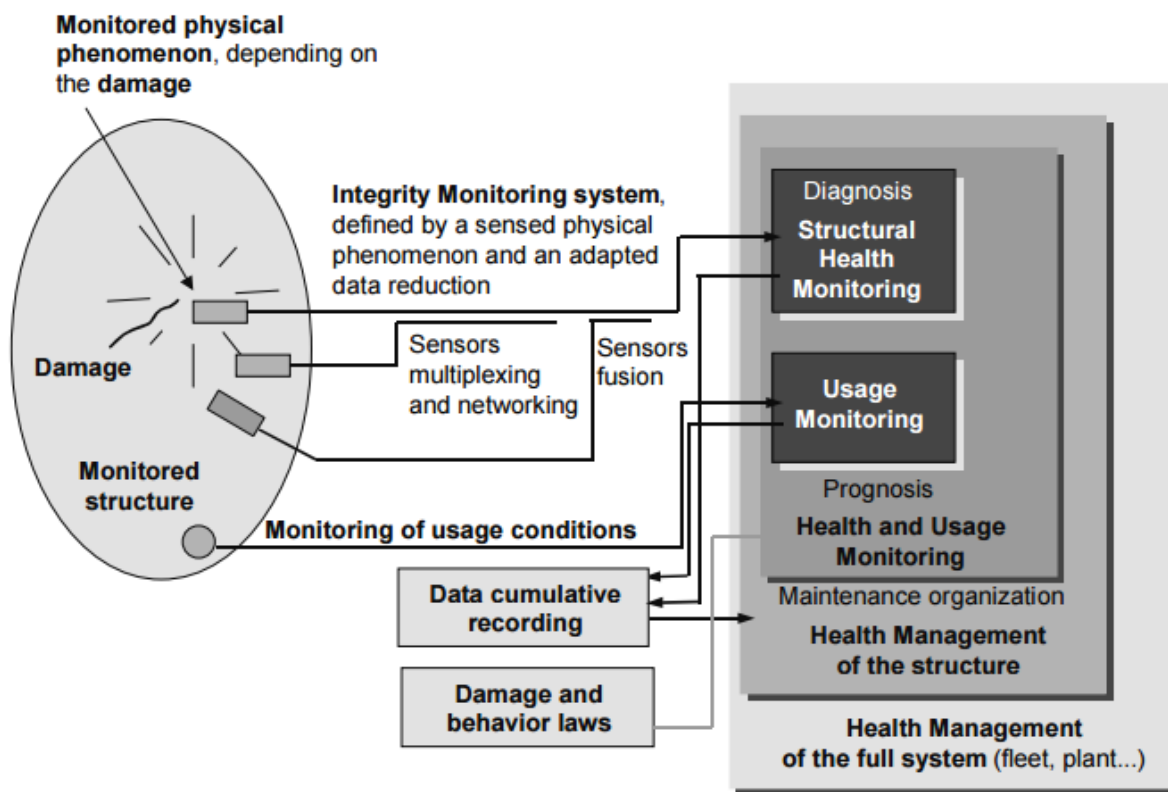 Monitored physical
phenomenon, depending on
the damage
Integrity Monitoring system,
defined by a sensed physical
phenomenon and an adapted
data reduction
Damage
Sensors
multiplexing
and networking
Sensors
fusion
Monitored
structure
Monitoring of usage conditions
Data cumulative
recording
Damage and
behavior laws
Diagnosis
Structural
Health
Monitoring
Usage
Monitoring
Prognosis
Health and Usage
Monitoring
Maintenance organization
Health Management
of the structure
Health Management
of the full system (fleet, plant...)